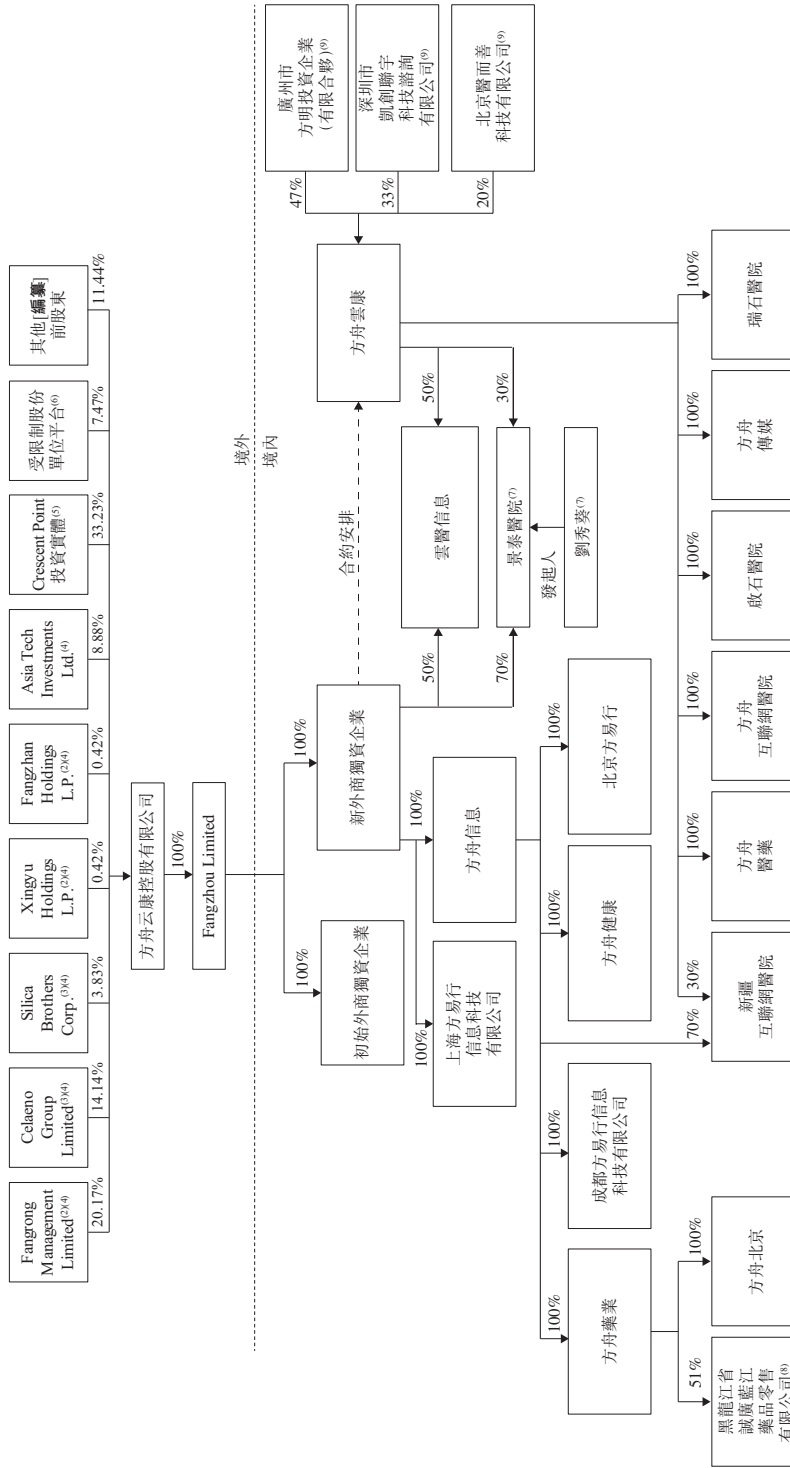 Fangrong
Management
Limited(2)(4)
Celaeno
Group
Limited(3)(4)
Silica
Brothers
Corp.(3)(4)
Xingyu
Holdings
L.P.(2)(4)
Fangzhan
Holdings
L.P.(2)(4)
Asia Tech
Investments
Ltd.(4)
Crescent Point
投資實體(5)
受限制股份
單位平台(6)
其他[編纂]
前股東
20.17%
14.14%
3.83%
0.42%
0.42%
8.88%
33.23%
7.47%
11.44%
方舟云康控股有限公司
100%
Fangzhou Limited
境外
境內
100%
100%
初始外商獨資企業
新外商獨資企業
合約安排
方舟雲康
47%
33%
20%
廣州市
方明投資企業
(有限合夥)(9)
深圳市
凱創聯宇
科技諮詢
有限公司(9)
北京醫而善
科技有限公司(9)
100%
100%
上海方易行
信息科技
有限公司
方舟信息
50%
50%
雲醫信息
70%
30%
景泰醫院(7)
發起人
劉秀葵(7)
100%
100%
100%
100%
方舟藥業
成都方易行信息
科技有限公司
方舟健康
北京方易行
51%
100%
70%
30%
100%
100%
100%
100%
100%
黑龍江省
誠廣藍江
藥品零售
有限公司(8)
方舟北京
新疆
互聯網醫院
方舟
醫藥
方舟
互聯網醫院
啟石醫院
方舟
傳媒
瑞石醫院